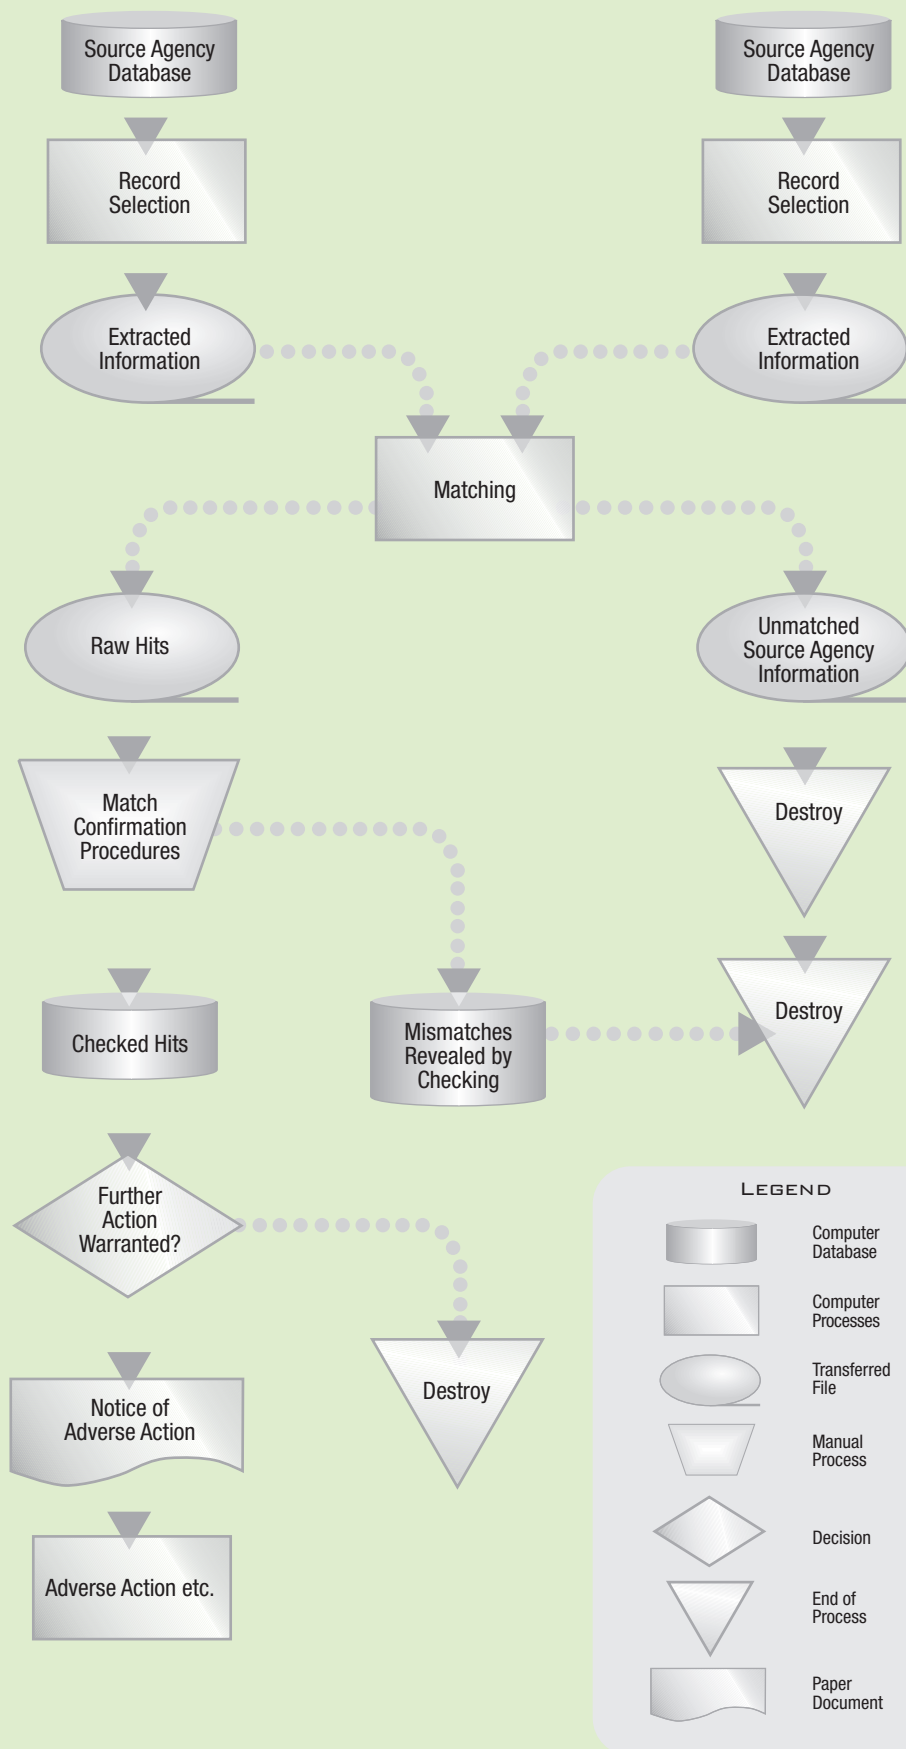 Source Agency
Database
Source Agency
Database
Record
Selection
Record
Selection
Extracted
Information
Extracted
Information
Matching
Raw Hits
Unmatched
Source Agency
Information
Match
Confirmation
Procedures
Destroy
Checked Hits
Mismatches
Revealed by
Checking
Destroy
Further
Action
Warranted?
Destroy
Notice of
Adverse Action
Adverse Action etc.
LEGEND
Computer
Database
Computer
Processes
Transferred
File
Manual
Process
Decision
End of
Process
Paper
Document